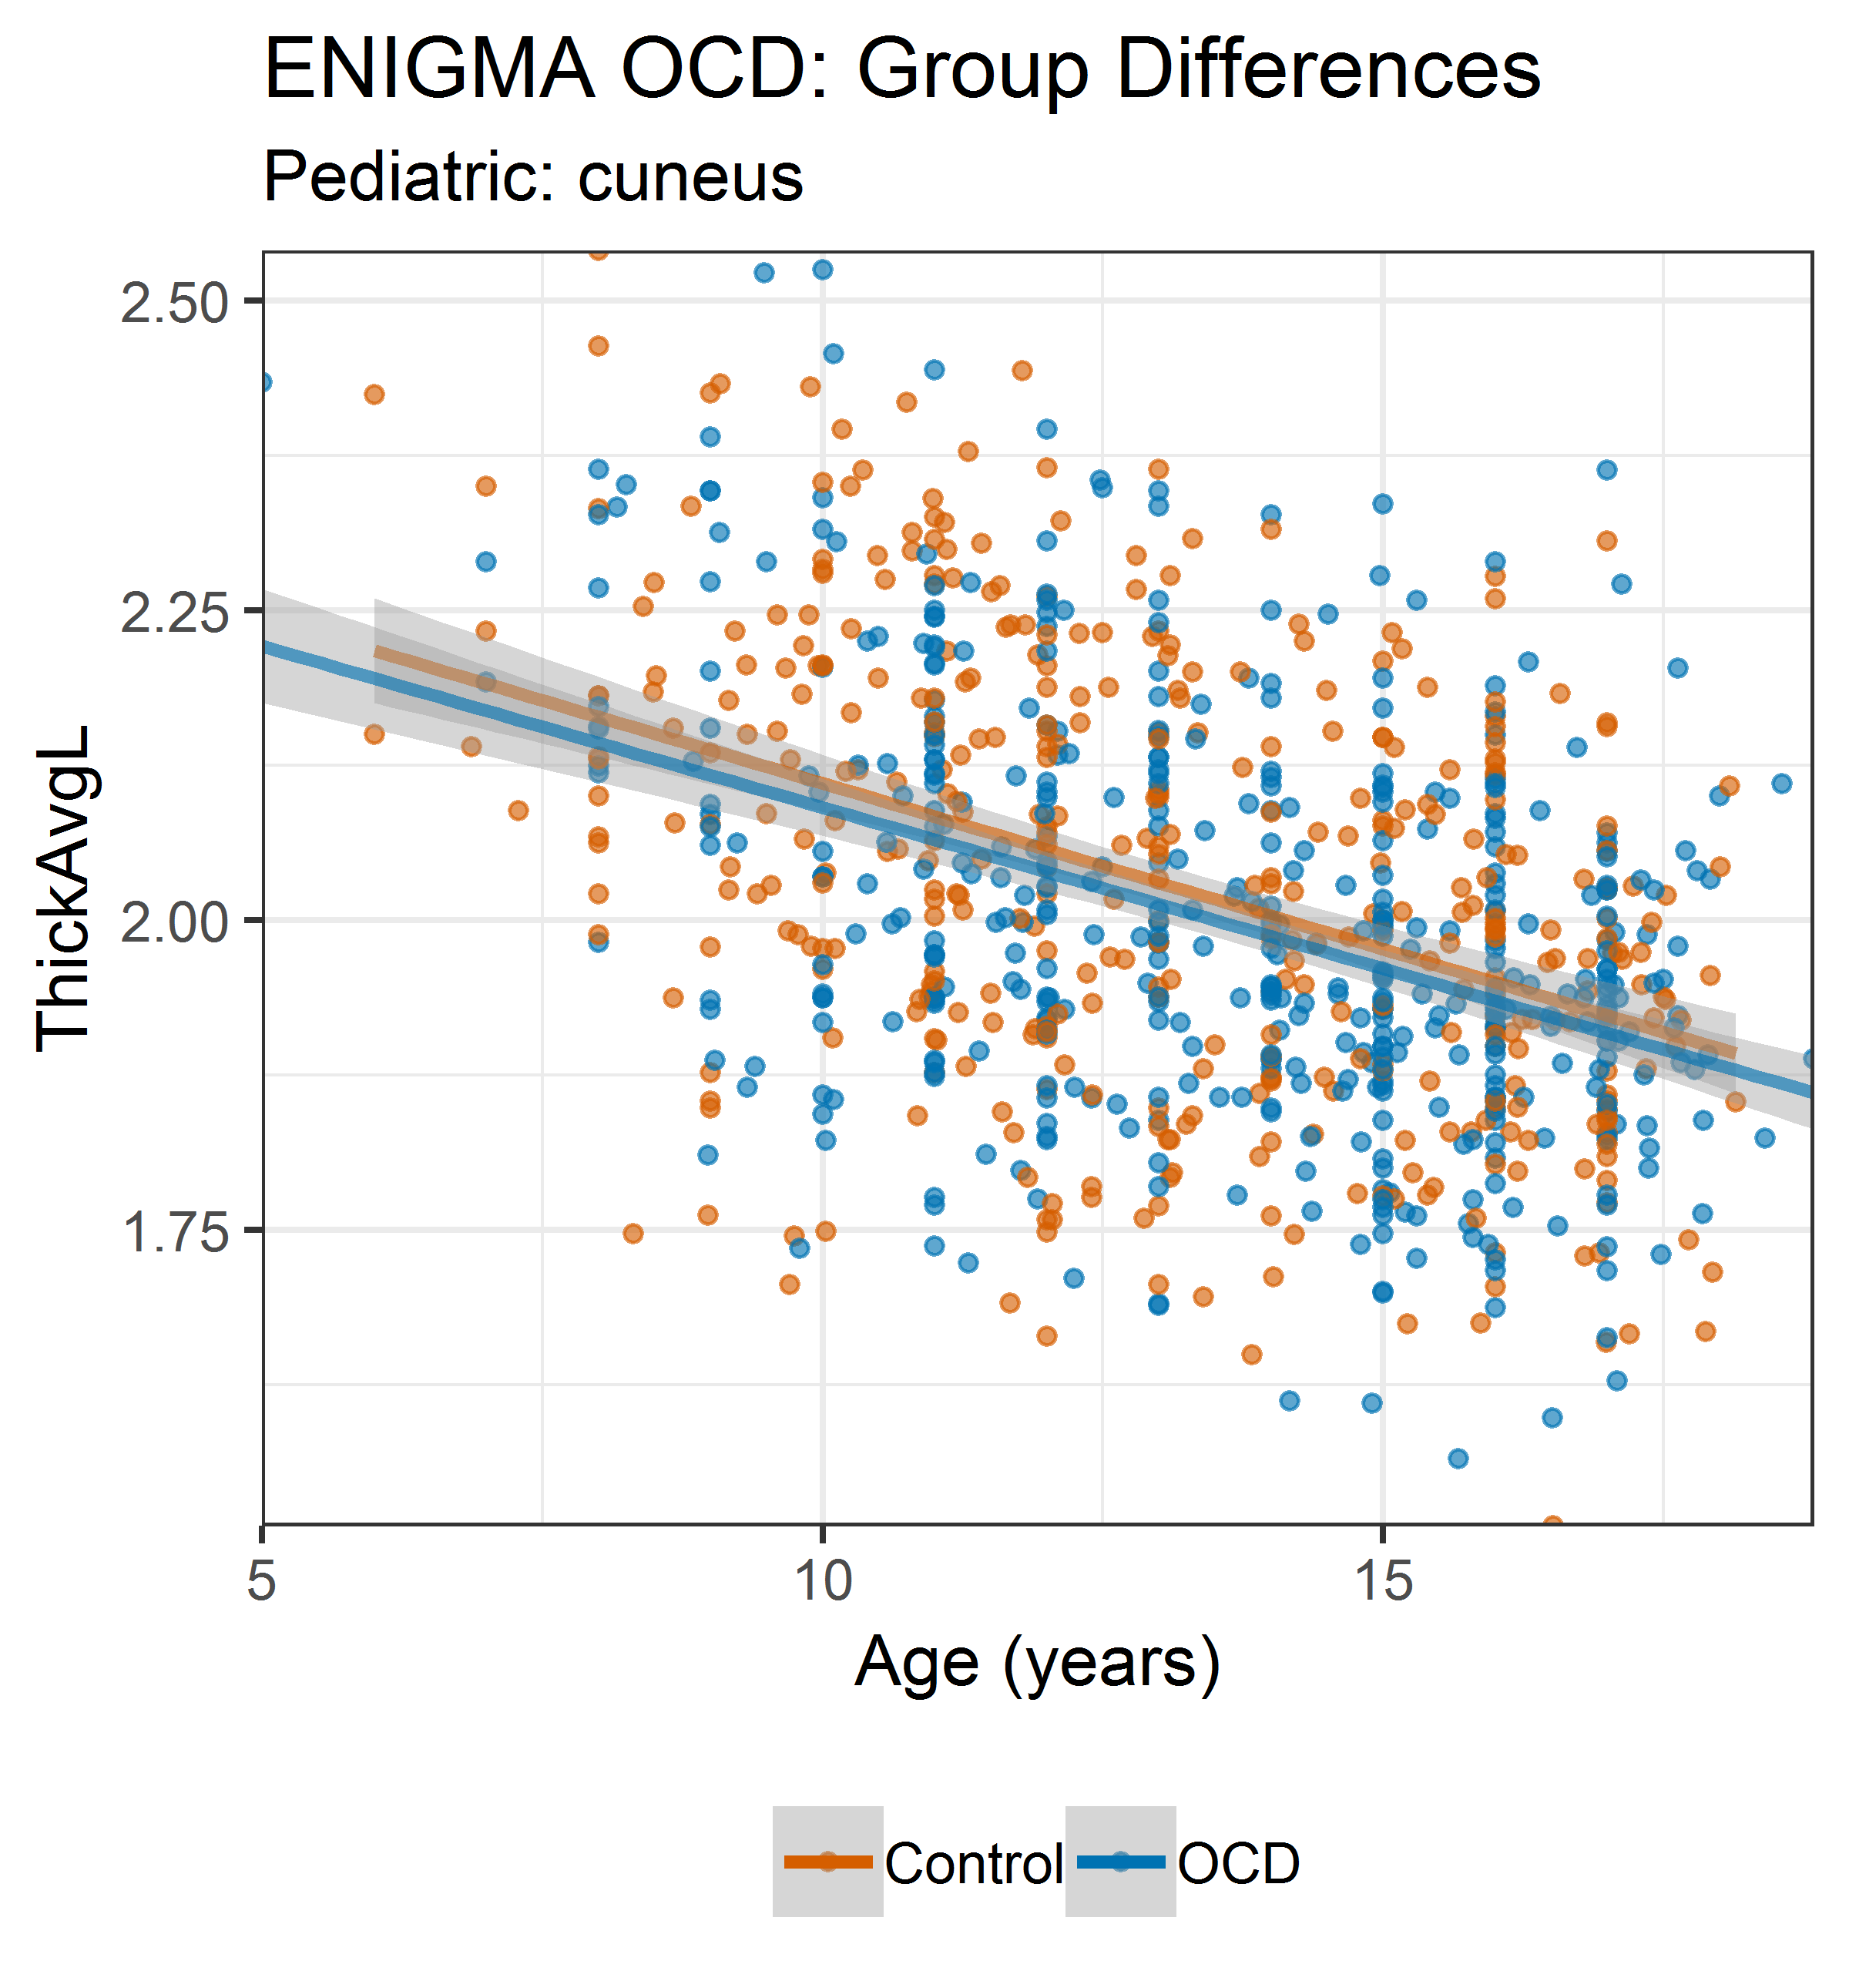 ENIGMA OCD: Group Differences
Pediatric: cuneus
ThickAvgL
2.50
2.25
2.00
1.75
5 10 15
Age (years)
Control OCD